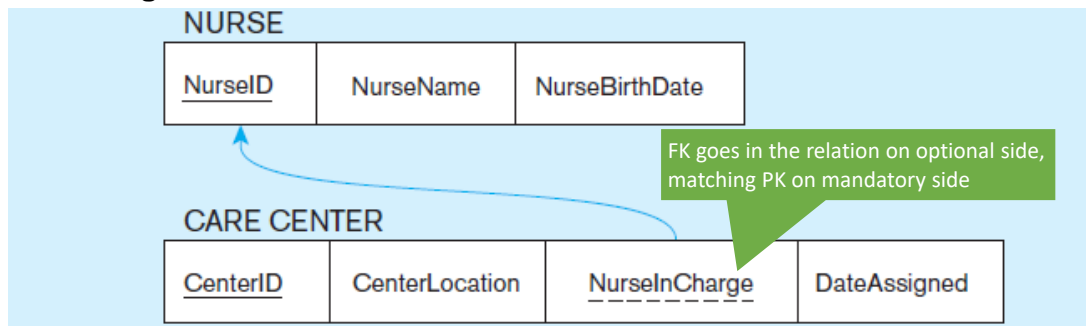 NURSE
NurseID NurseName NurseBirthDate
FK goes in the relation on optional side,
matching PK on mandatory side
CARE CENTER
CenterID CenterLocation NurseInCharge DateAssigned